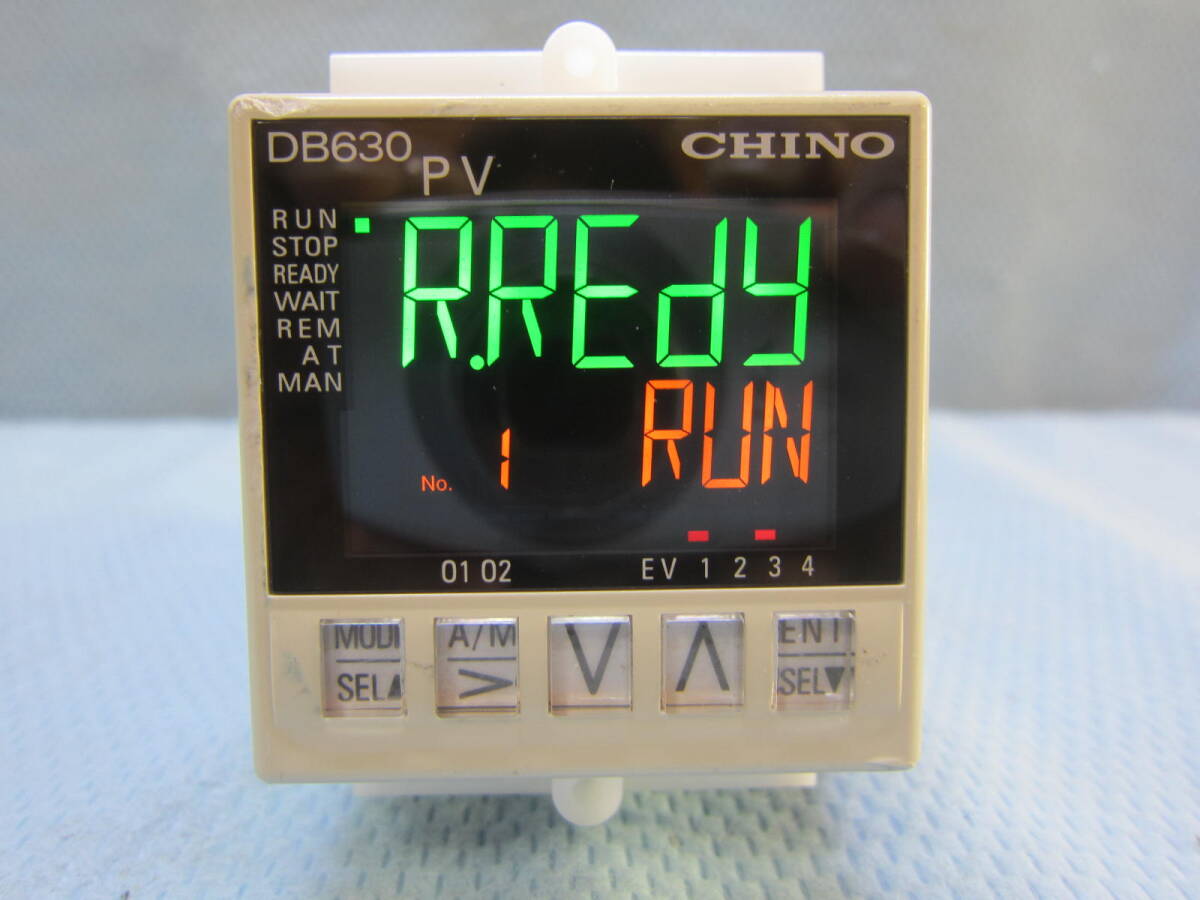 DB630 CHINO
PV
RUN
STOP
READY
WAIT
REM
AT
MAN
R.REdY
No. 1 RUN
01 02 EV 1 2 3 4
MODE A/M ∨ ∧ ENT
SEL▲ > SEL▼